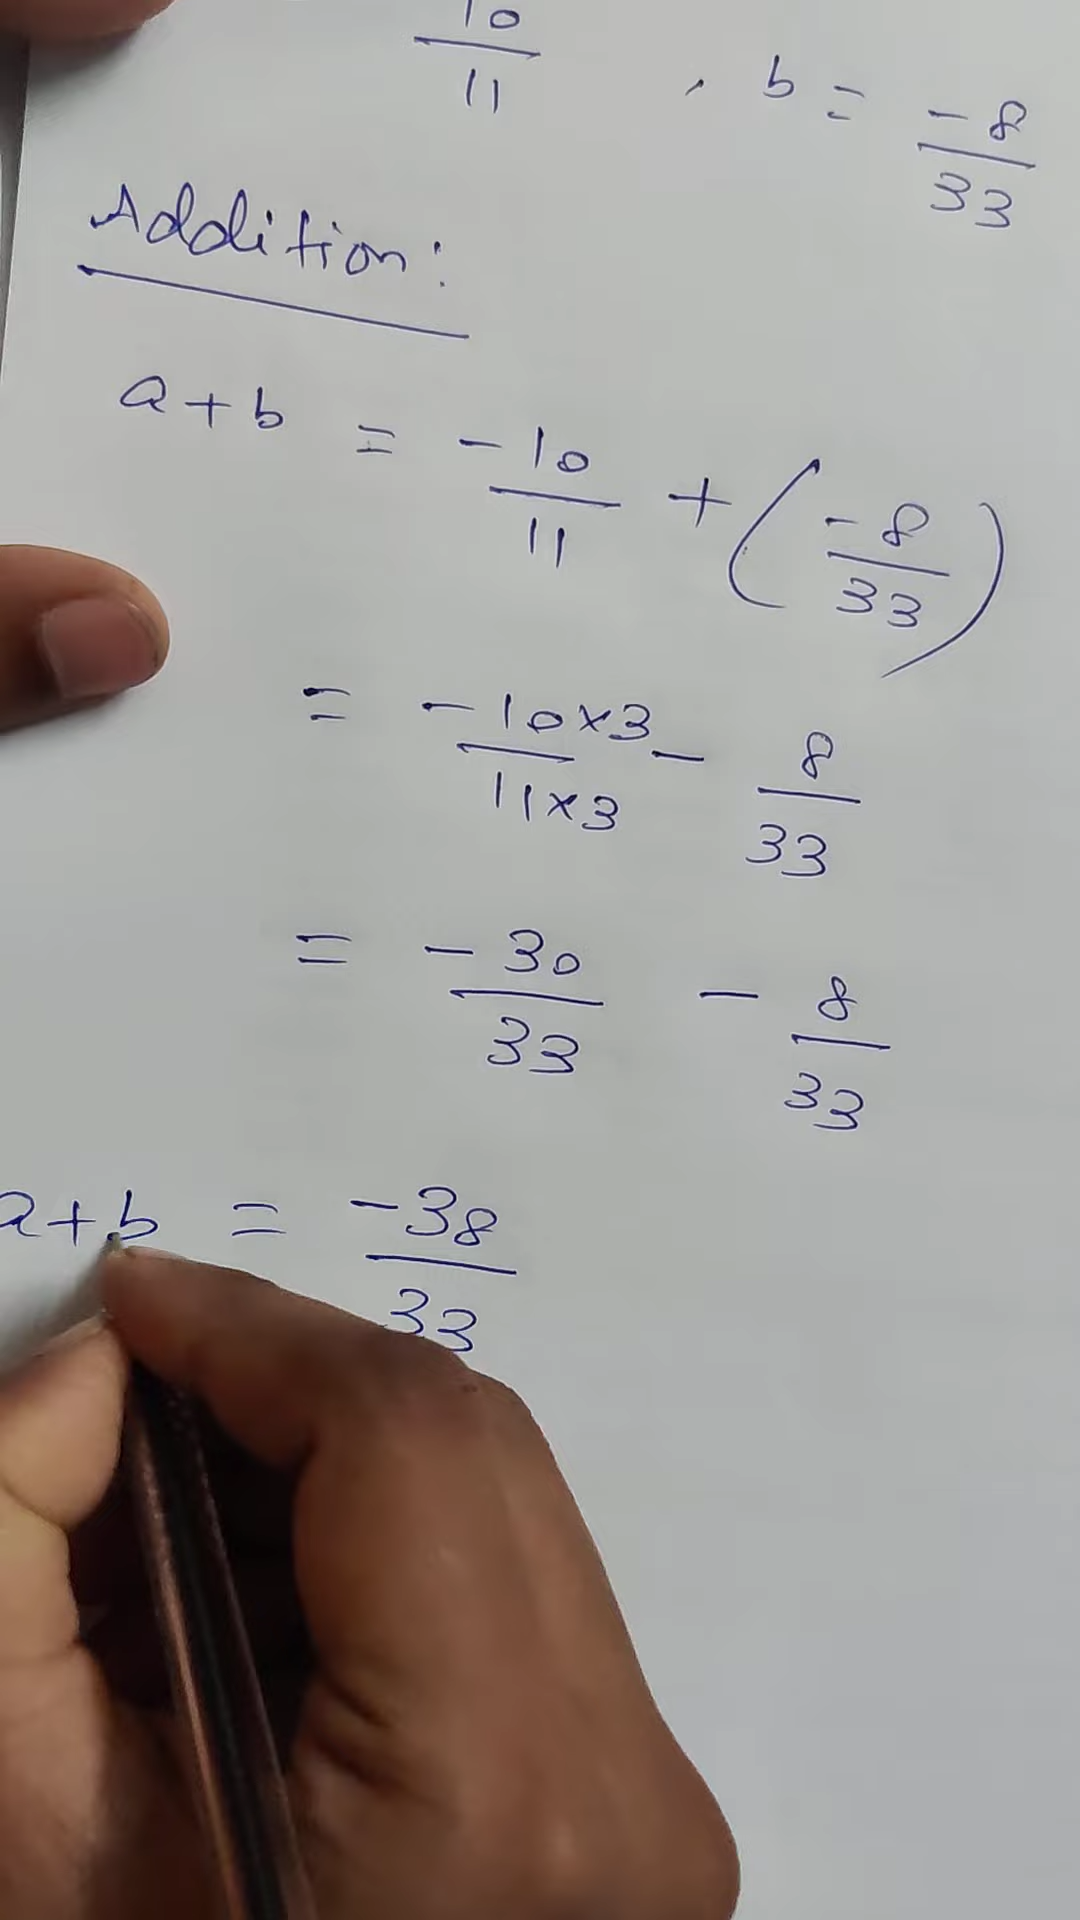 10/11 , b = -8/33
Addition:
a+b = -10/11 + (-8/33)
= -10×3/11×3 - 8/33
= -30/33 - 8/33
a+b = -38/33